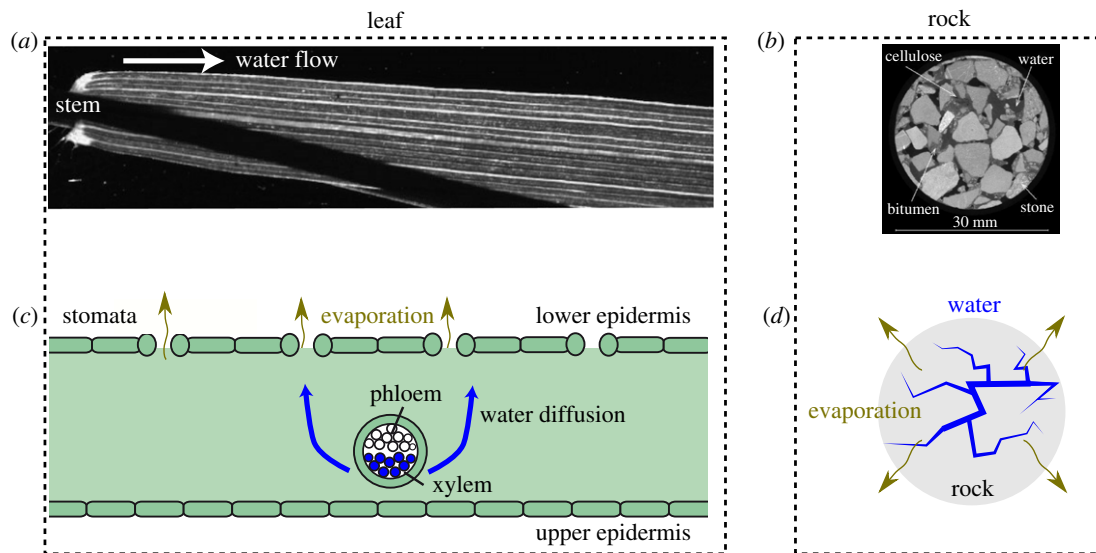 leaf
rock
(a)
water flow
stem
(b)
cellulose
water
bitumen
stone
30 mm
(c)
stomata
evaporation
lower epidermis
phloem
water diffusion
xylem
upper epidermis
(d)
water
evaporation
rock